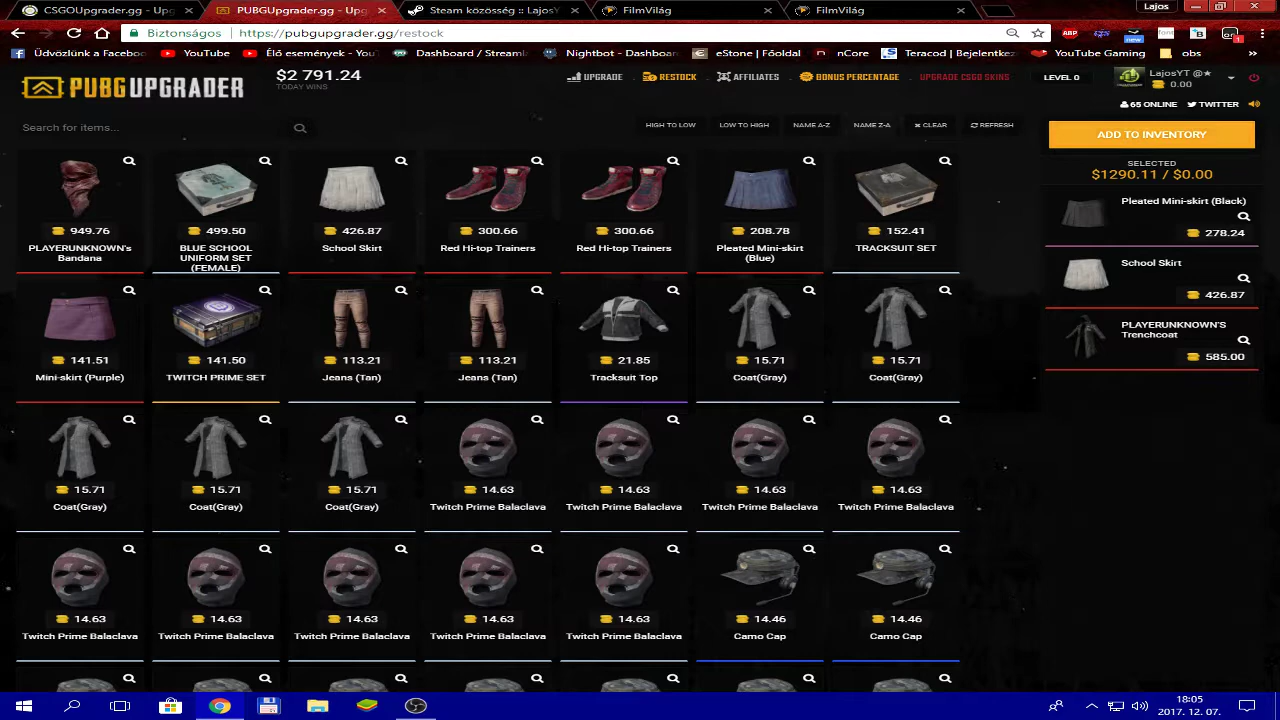 CSGOUpgrader.gg - Upg
PUBGUpgrader.gg - Upg
Steam közösség :: LajosY
FilmVilág
FilmVilág
Lajos
Biztonságos
https://pubgupgrader.gg/restock
ABP
new
1
Üdvözlünk a Faceboo
YouTube
Élő események - You
Dashboard / Streamli
Nightbot - Dashboar
eStone | Főoldal
nCore
Teracod | Bejelentkez
YouTube Gaming
obs
PUBGUPGRADER
$2 791.24
TODAY WINS
UPGRADE
RESTOCK
AFFILIATES
BONUS PERCENTAGE
UPGRADE CSGO SKINS
LEVEL 0
LajosYT @★
0.00
65 ONLINE
TWITTER
Search for items...
HIGH TO LOW
LOW TO HIGH
NAME A-Z
NAME Z-A
CLEAR
REFRESH
ADD TO INVENTORY
SELECTED
$1290.11 / $0.00
Pleated Mini-skirt (Black)
278.24
School Skirt
426.87
PLAYERUNKNOWN'S
Trenchcoat
585.00
949.76
PLAYERUNKNOWN's
Bandana
499.50
BLUE SCHOOL
UNIFORM SET
(FEMALE)
426.87
School Skirt
300.66
Red Hi-top Trainers
300.66
Red Hi-top Trainers
208.78
Pleated Mini-skirt
(Blue)
152.41
TRACKSUIT SET
141.51
Mini-skirt (Purple)
141.50
TWITCH PRIME SET
113.21
Jeans (Tan)
113.21
Jeans (Tan)
21.85
Tracksuit Top
15.71
Coat(Gray)
15.71
Coat(Gray)
15.71
Coat(Gray)
15.71
Coat(Gray)
15.71
Coat(Gray)
14.63
Twitch Prime Balaclava
14.63
Twitch Prime Balaclava
14.63
Twitch Prime Balaclava
14.63
Twitch Prime Balaclava
14.63
Twitch Prime Balaclava
14.63
Twitch Prime Balaclava
14.63
Twitch Prime Balaclava
14.63
Twitch Prime Balaclava
14.63
Twitch Prime Balaclava
14.46
Camo Cap
14.46
Camo Cap
18:05
2017. 12. 07.